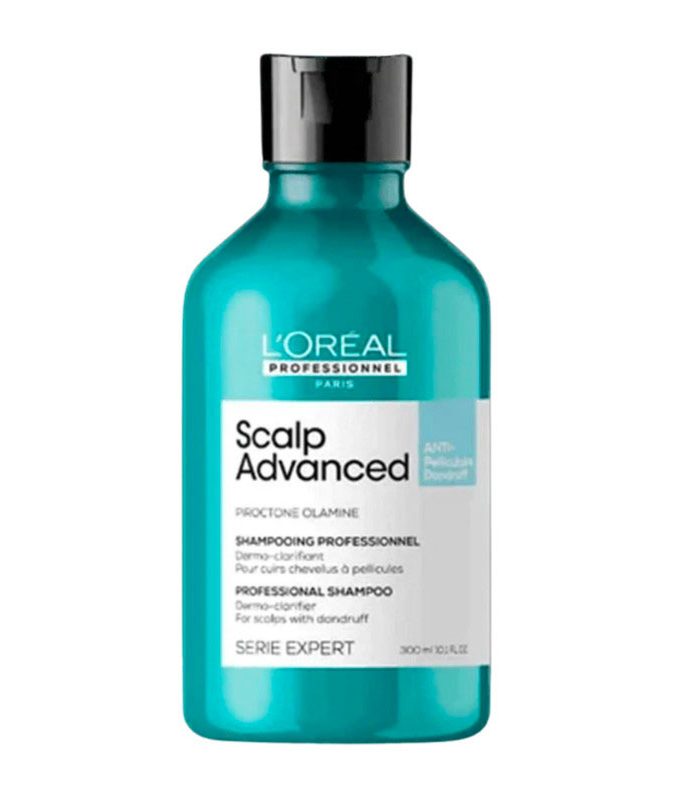 L'ORÉAL
PROFESSIONNEL
PARIS
Scalp
Advanced
ANTI-
Pelliculaire
Dandruff
PIROCTONE OLAMINE
SHAMPOOING PROFESSIONNEL
Dermo-clarifiant
Pour cuirs chevelus à pellicules
PROFESSIONAL SHAMPOO
Dermo-clarifier
For scalps with dandruff
SERIE EXPERT
300 ml 10.1 FL.OZ